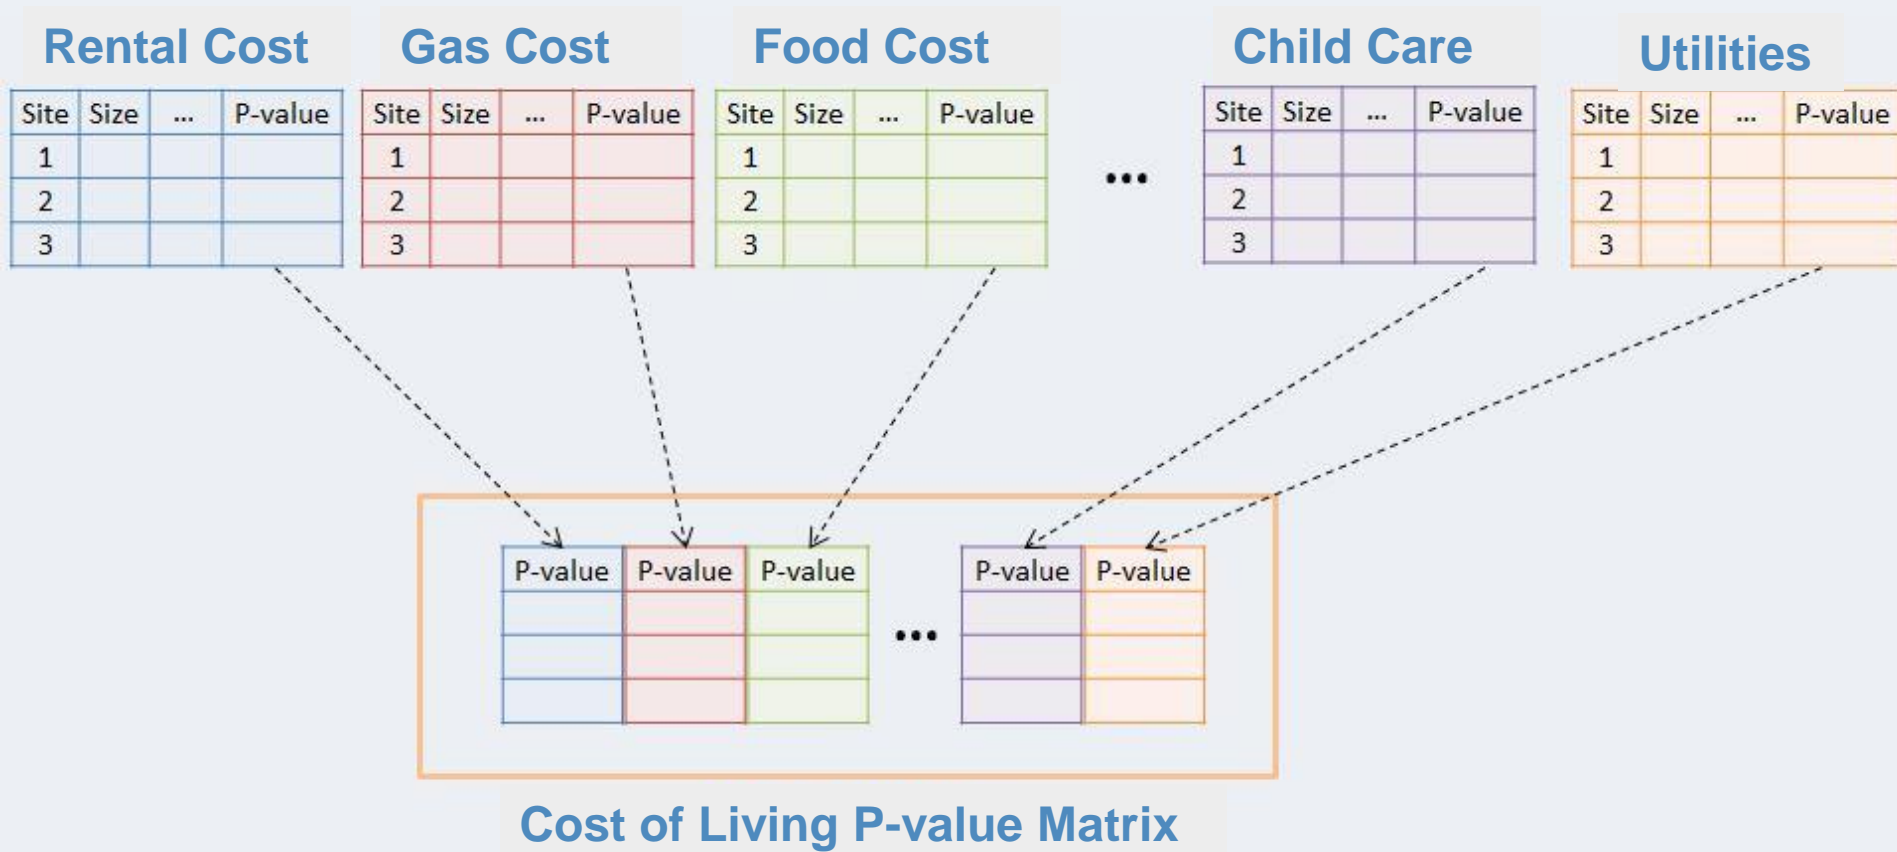 Rental Cost Gas Cost Food Cost Child Care Utilities
Site Size ... P-value Site Size ... P-value Site Size ... P-value Site Size ... P-value Site Size ... P-value
1 1 1 1 1
2 2 2 ... 2 2
3 3 3 3 3
P-value P-value P-value P-value P-value
...
Cost of Living P-value Matrix